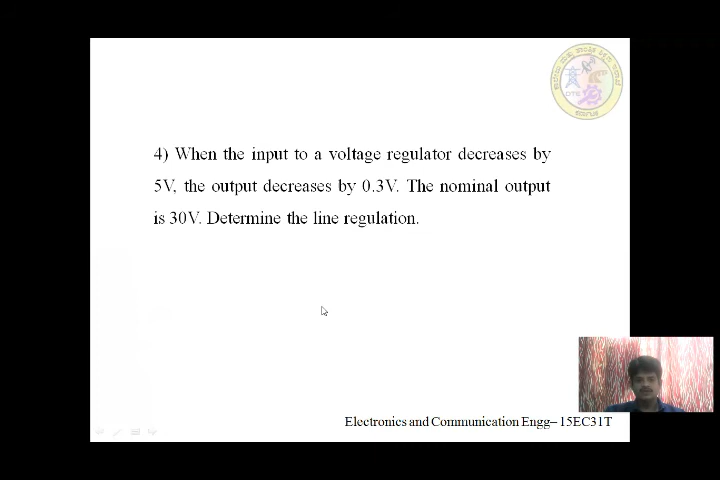 4) When the input to a voltage regulator decreases by
5V, the output decreases by 0.3V. The nominal output
is 30V. Determine the line regulation.
DTE
Electronics and Communication Engg– 15EC31T